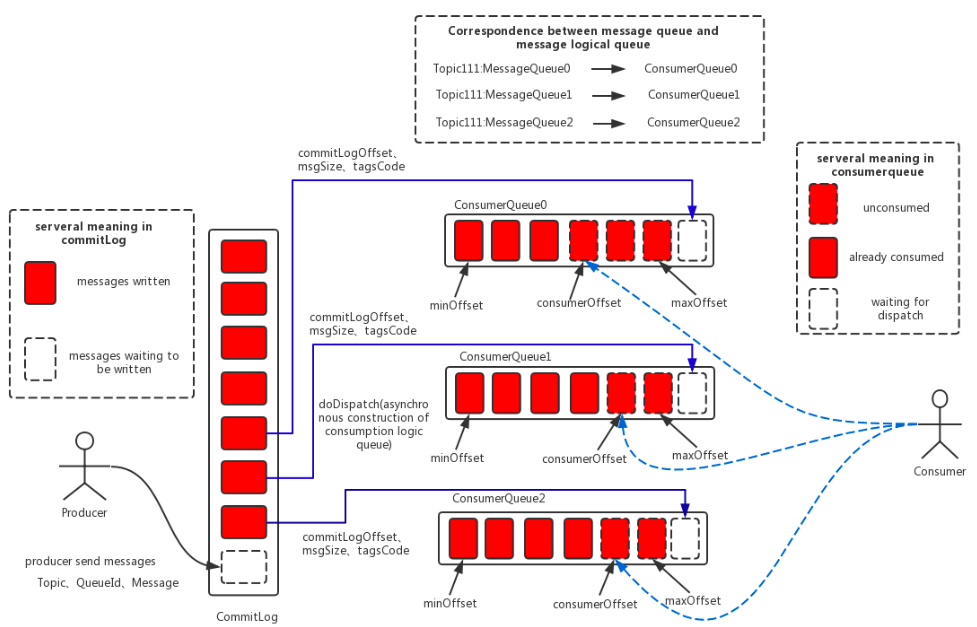 Correspondence between message queue and
message logical queue
Topic111:MessageQueue0
ConsumerQueue0
Topic111:MessageQueue1
ConsumerQueue1
Topic111:MessageQueue2
ConsumerQueue2
serveral meaning in
commitLog
messages written
messages waiting to
be written
serveral meaning in
consumerqueue
unconsumed
already consumed
waiting for
dispatch
commitLogOffset、
msgSize、tagsCode
ConsumerQueue0
minOffset
consumerOffset
maxOffset
commitLogOffset、
msgSize、tagsCode
ConsumerQueue1
doDispatch(asynchro
nous construction of
consumption logic
queue)
minOffset
consumerOffset
maxOffset
ConsumerQueue2
commitLogOffset、
msgSize、tagsCode
minOffset
consumerOffset
maxOffset
Producer
producer send messages
Topic、QueueId、Message
CommitLog
Consumer